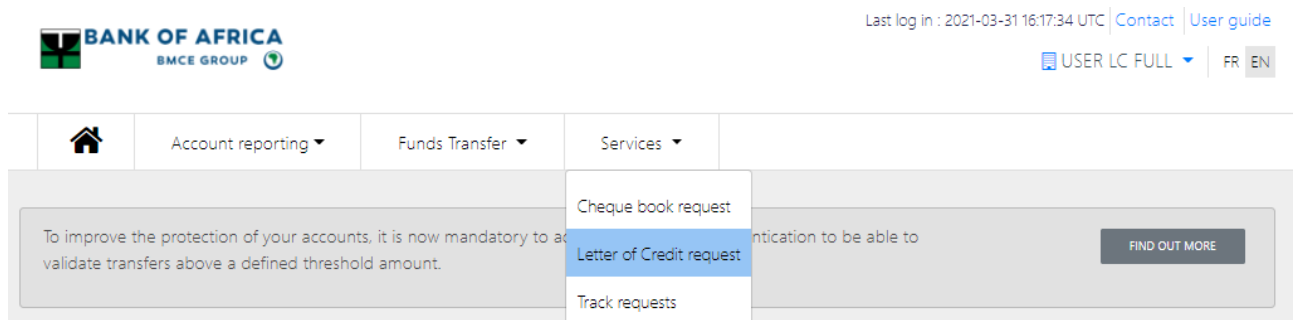 Last log in : 2021-03-31 16:17:34 UTC Contact User guide
BANK OF AFRICA
BMCE GROUP
USER LC FULL FR EN
Account reporting Funds Transfer Services
Cheque book request
To improve the protection of your accounts, it is now mandatory to
ntication to be able to
Letter of Credit request
FIND OUT MORE
validate transfers above a defined threshold amount.
Track requests